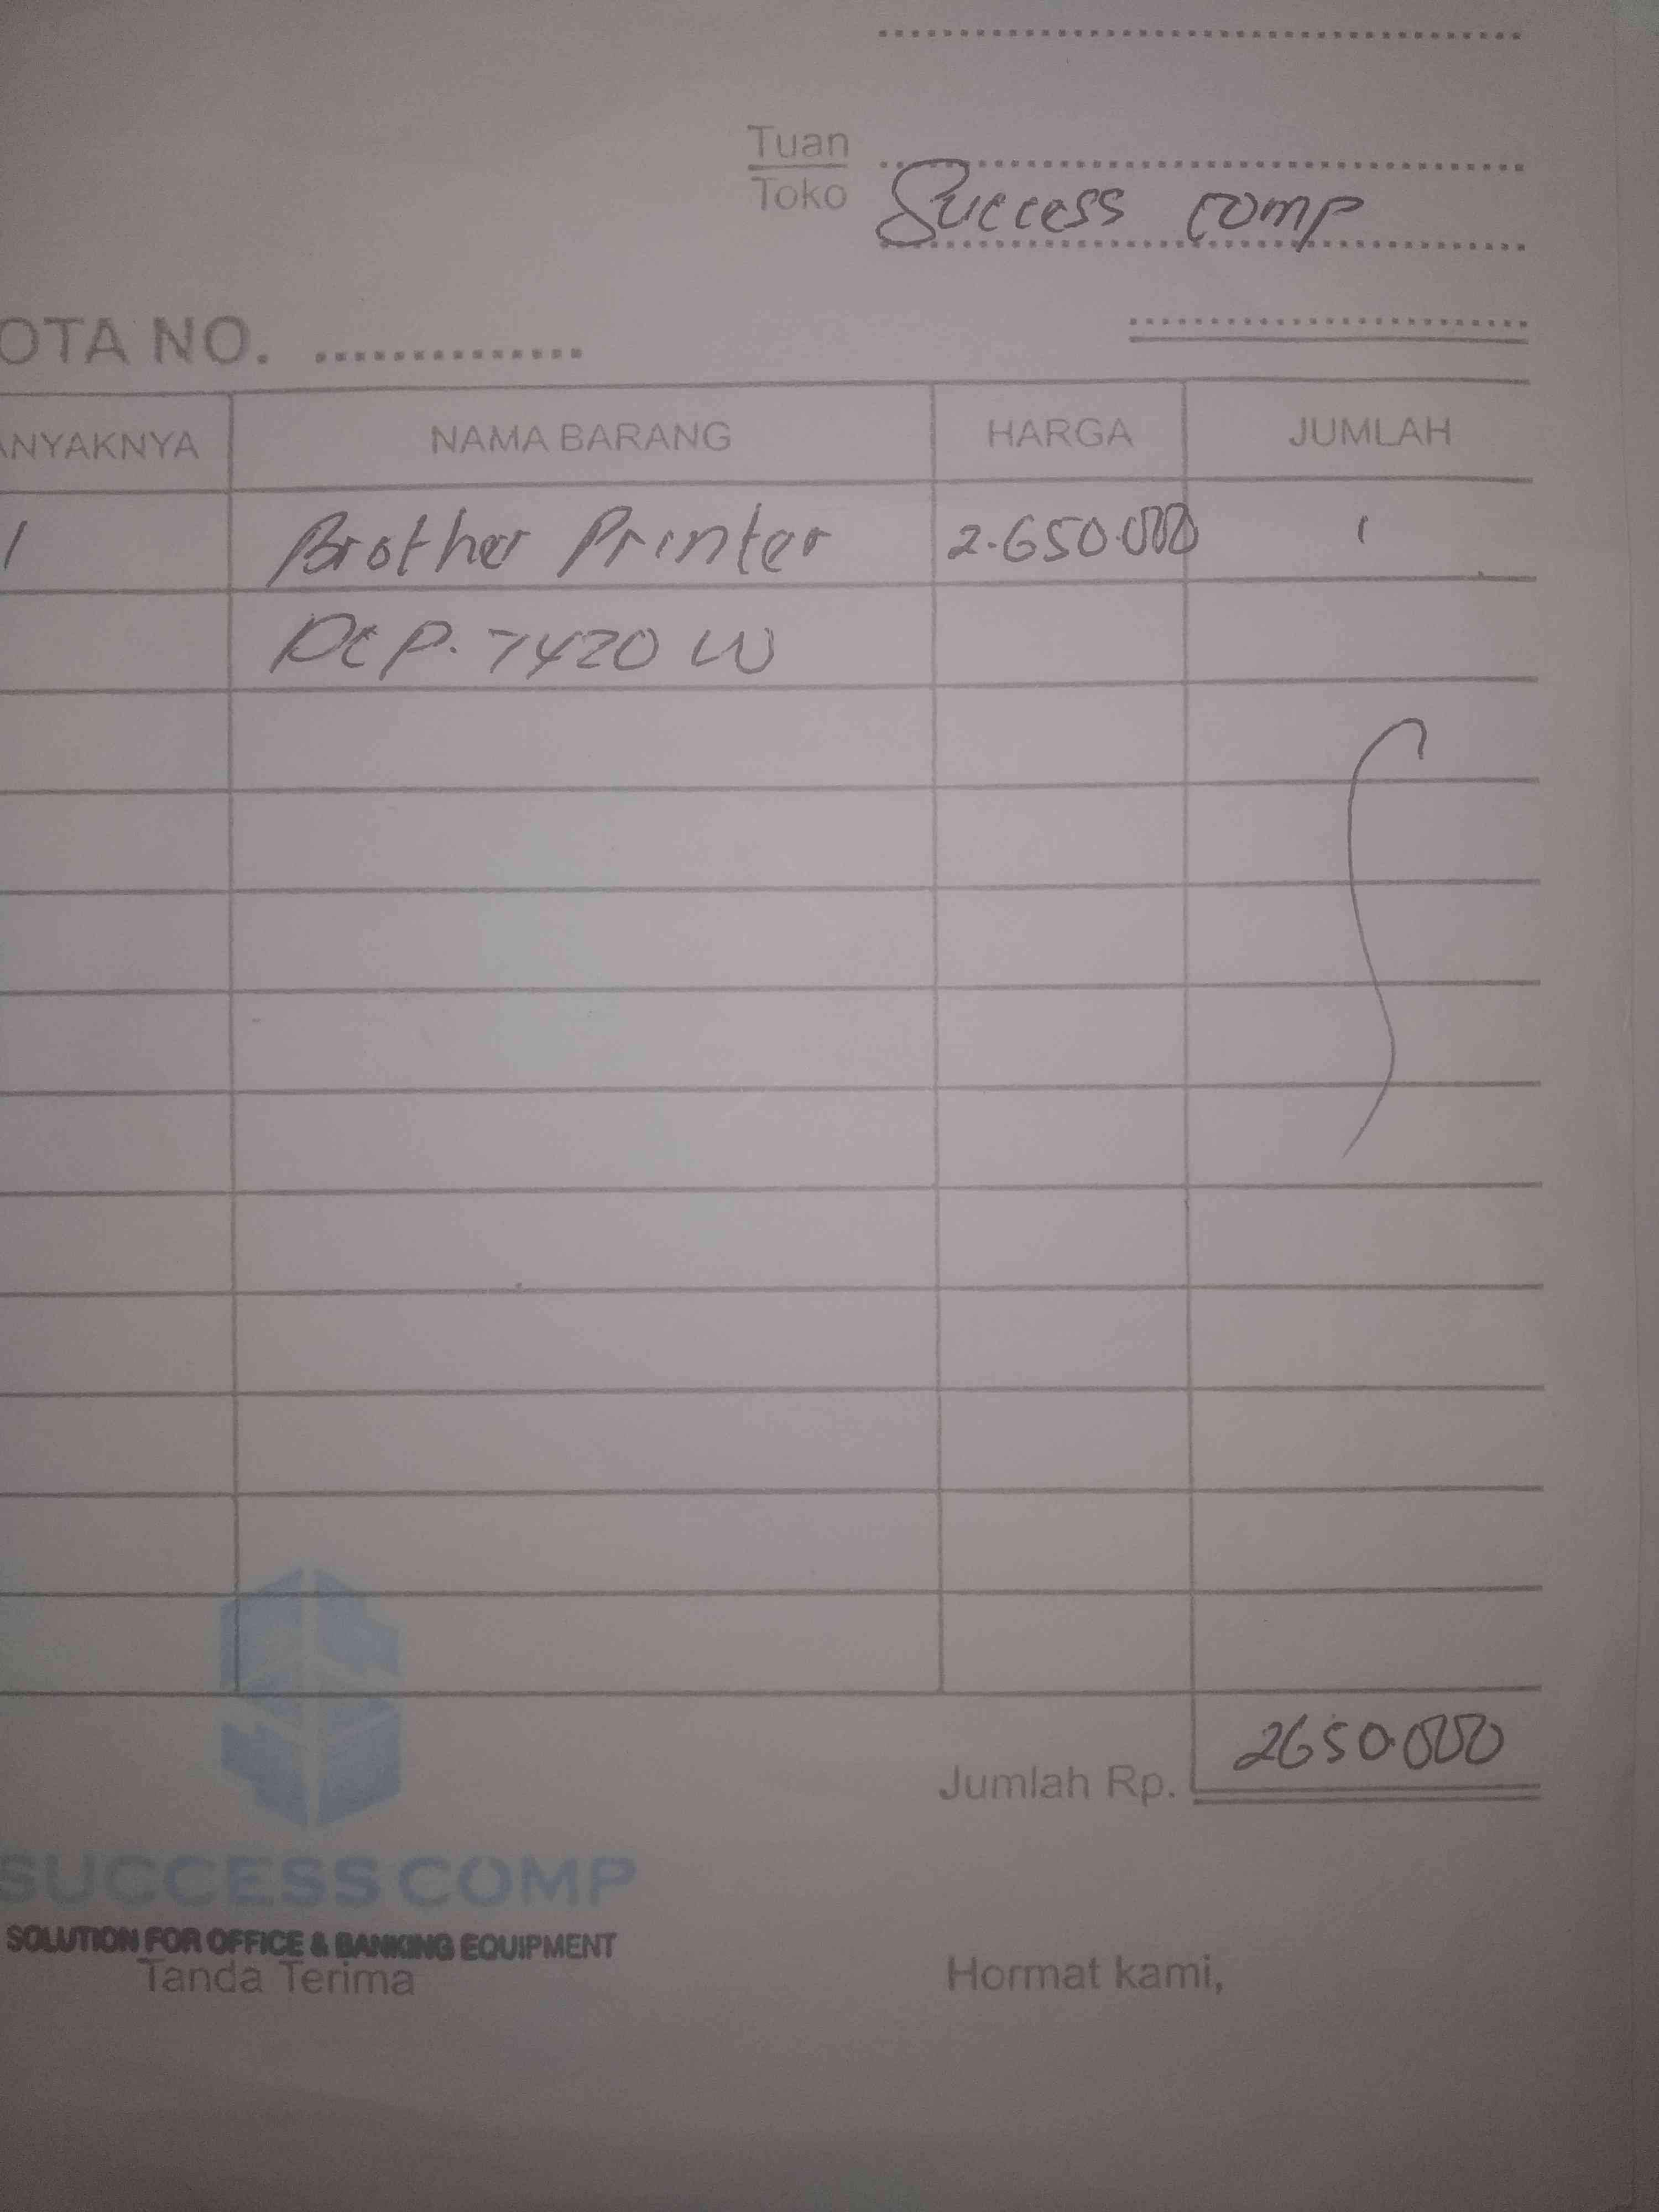 Tuan
Toko Success comp
OTA NO. ...............
ANYAKNYA NAMA BARANG HARGA JUMLAH
1 Brother Printer 2.650.000 1
DCP. 7420 W
Jumlah Rp. 2650.000
SUCCESS COMP
SOLUTION FOR OFFICE & BANKING EQUIPMENT
Tanda Terima Hormat kami,